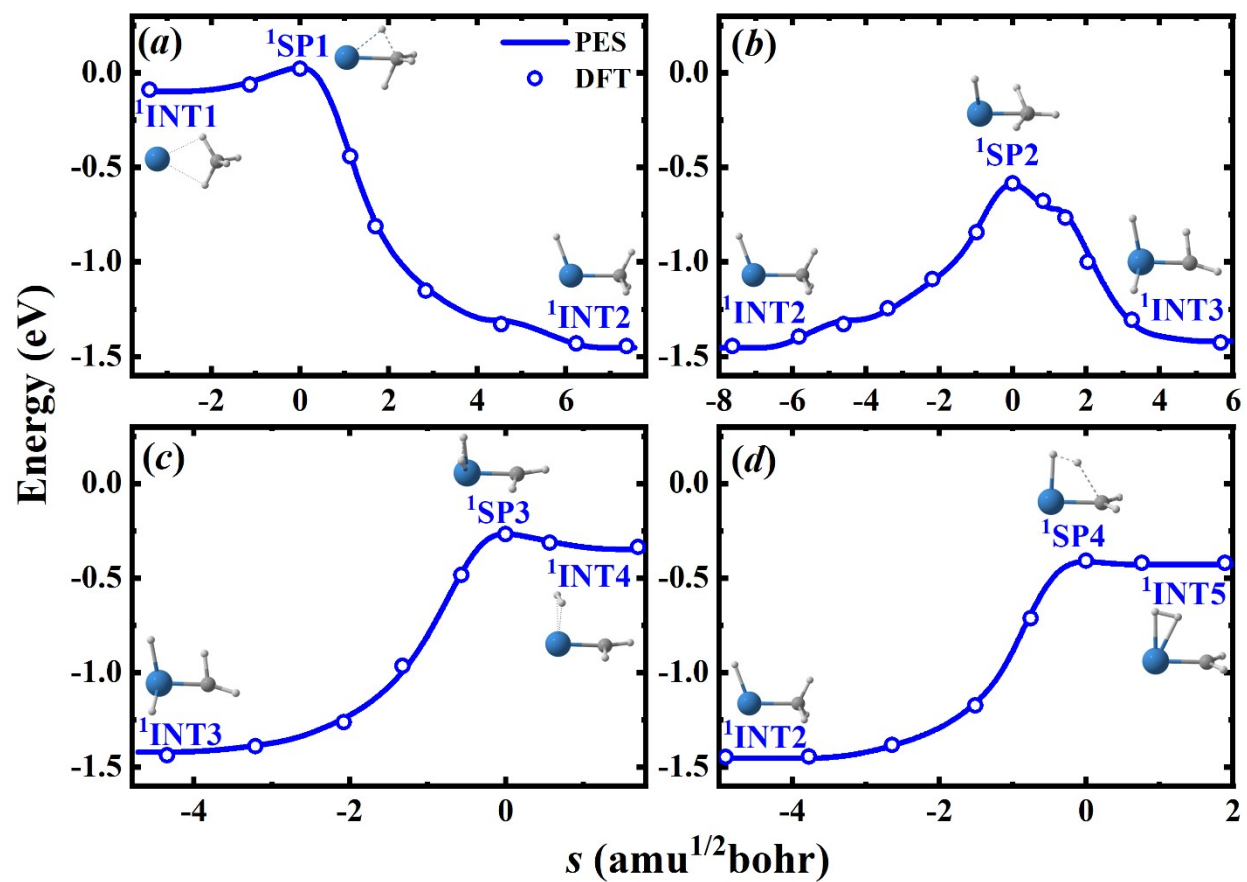 (a)
¹SP1
PES
DFT
¹INT1
¹INT2
0.0
-0.5
-1.0
-1.5
-2 0 2 4 6
(b)
¹SP2
¹INT2
¹INT3
0.0
-0.5
-1.0
-1.5
-8 -6 -4 -2 0 2 4 6
Energy (eV)
(c)
¹SP3
¹INT4
¹INT3
0.0
-0.5
-1.0
-1.5
-4 -2 0
(d)
¹SP4
¹INT5
¹INT2
0.0
-0.5
-1.0
-1.5
-4 -2 0 2
s (amu¹/²bohr)